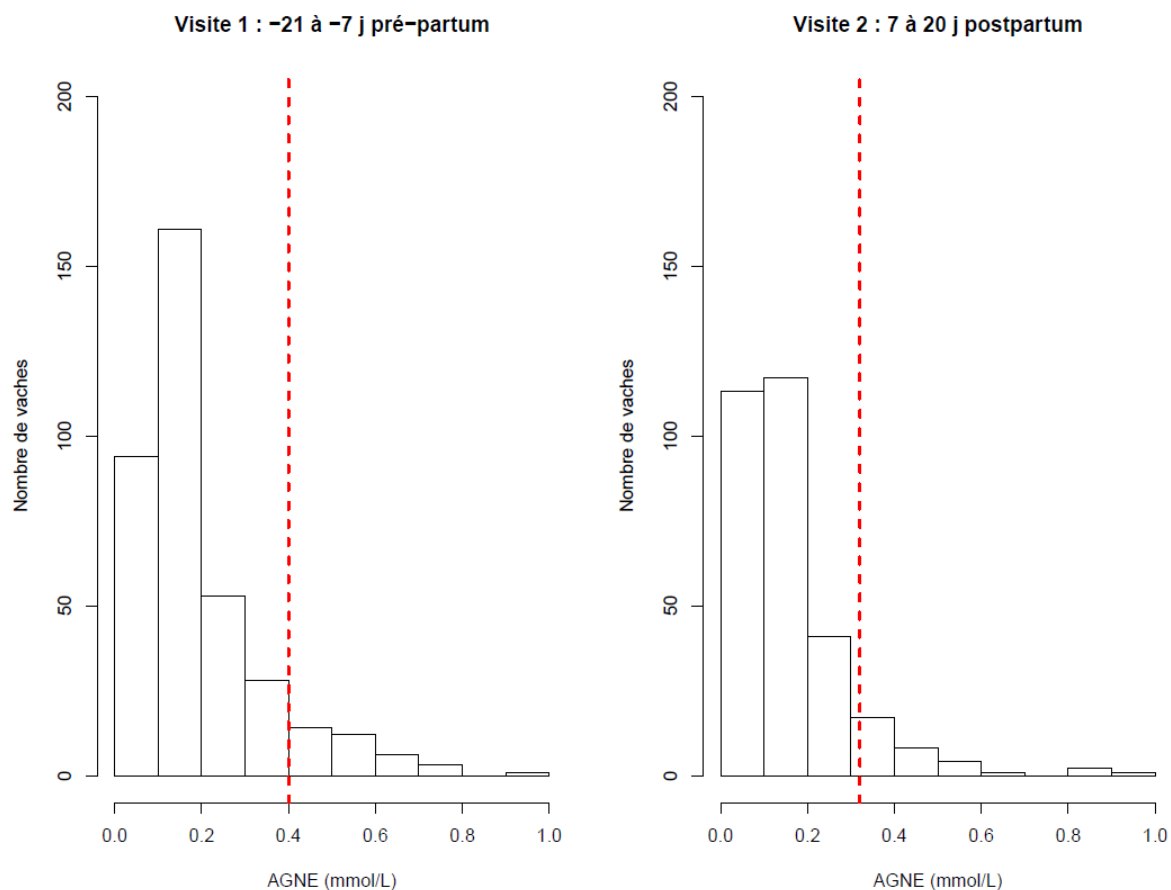 Visite 1 : −21 à −7 j pré−partum
Nombre de vaches
200
150
100
50
0
0.0 0.2 0.4 0.6 0.8 1.0
AGNE (mmol/L)
Visite 2 : 7 à 20 j postpartum
Nombre de vaches
200
150
100
50
0
0.0 0.2 0.4 0.6 0.8 1.0
AGNE (mmol/L)